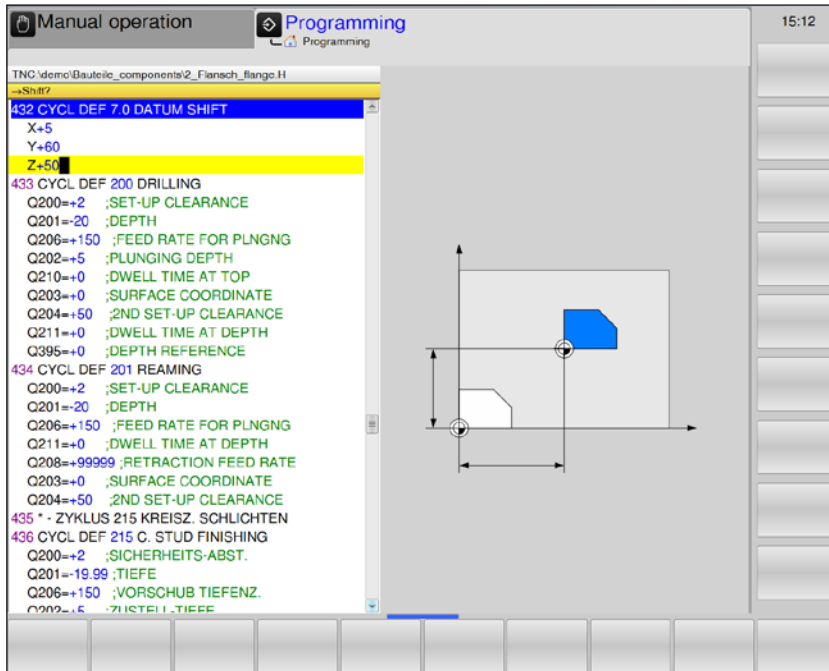 Manual operation
Programming
Programming
15:12
TNC:\demo\Bauteile_components\2_Flansch_flange.H
→Shift?
432 CYCL DEF 7.0 DATUM SHIFT
X+5
Y+60
Z+50
433 CYCL DEF 200 DRILLING
Q200=+2 ;SET-UP CLEARANCE
Q201=-20 ;DEPTH
Q206=+150 ;FEED RATE FOR PLNGNG
Q202=+5 ;PLUNGING DEPTH
Q210=+0 ;DWELL TIME AT TOP
Q203=+0 ;SURFACE COORDINATE
Q204=+50 ;2ND SET-UP CLEARANCE
Q211=+0 ;DWELL TIME AT DEPTH
Q395=+0 ;DEPTH REFERENCE
434 CYCL DEF 201 REAMING
Q200=+2 ;SET-UP CLEARANCE
Q201=-20 ;DEPTH
Q206=+150 ;FEED RATE FOR PLNGNG
Q211=+0 ;DWELL TIME AT DEPTH
Q208=+99999 ;RETRACTION FEED RATE
Q203=+0 ;SURFACE COORDINATE
Q204=+50 ;2ND SET-UP CLEARANCE
435 * - ZYKLUS 215 KREISZ. SCHLICHTEN
436 CYCL DEF 215 C. STUD FINISHING
Q200=+2 ;SICHERHEITS-ABST.
Q201=-19.99 ;TIEFE
Q206=+150 ;VORSCHUB TIEFENZ.
Q202=+5 ;ZUSTELL-TIEFE